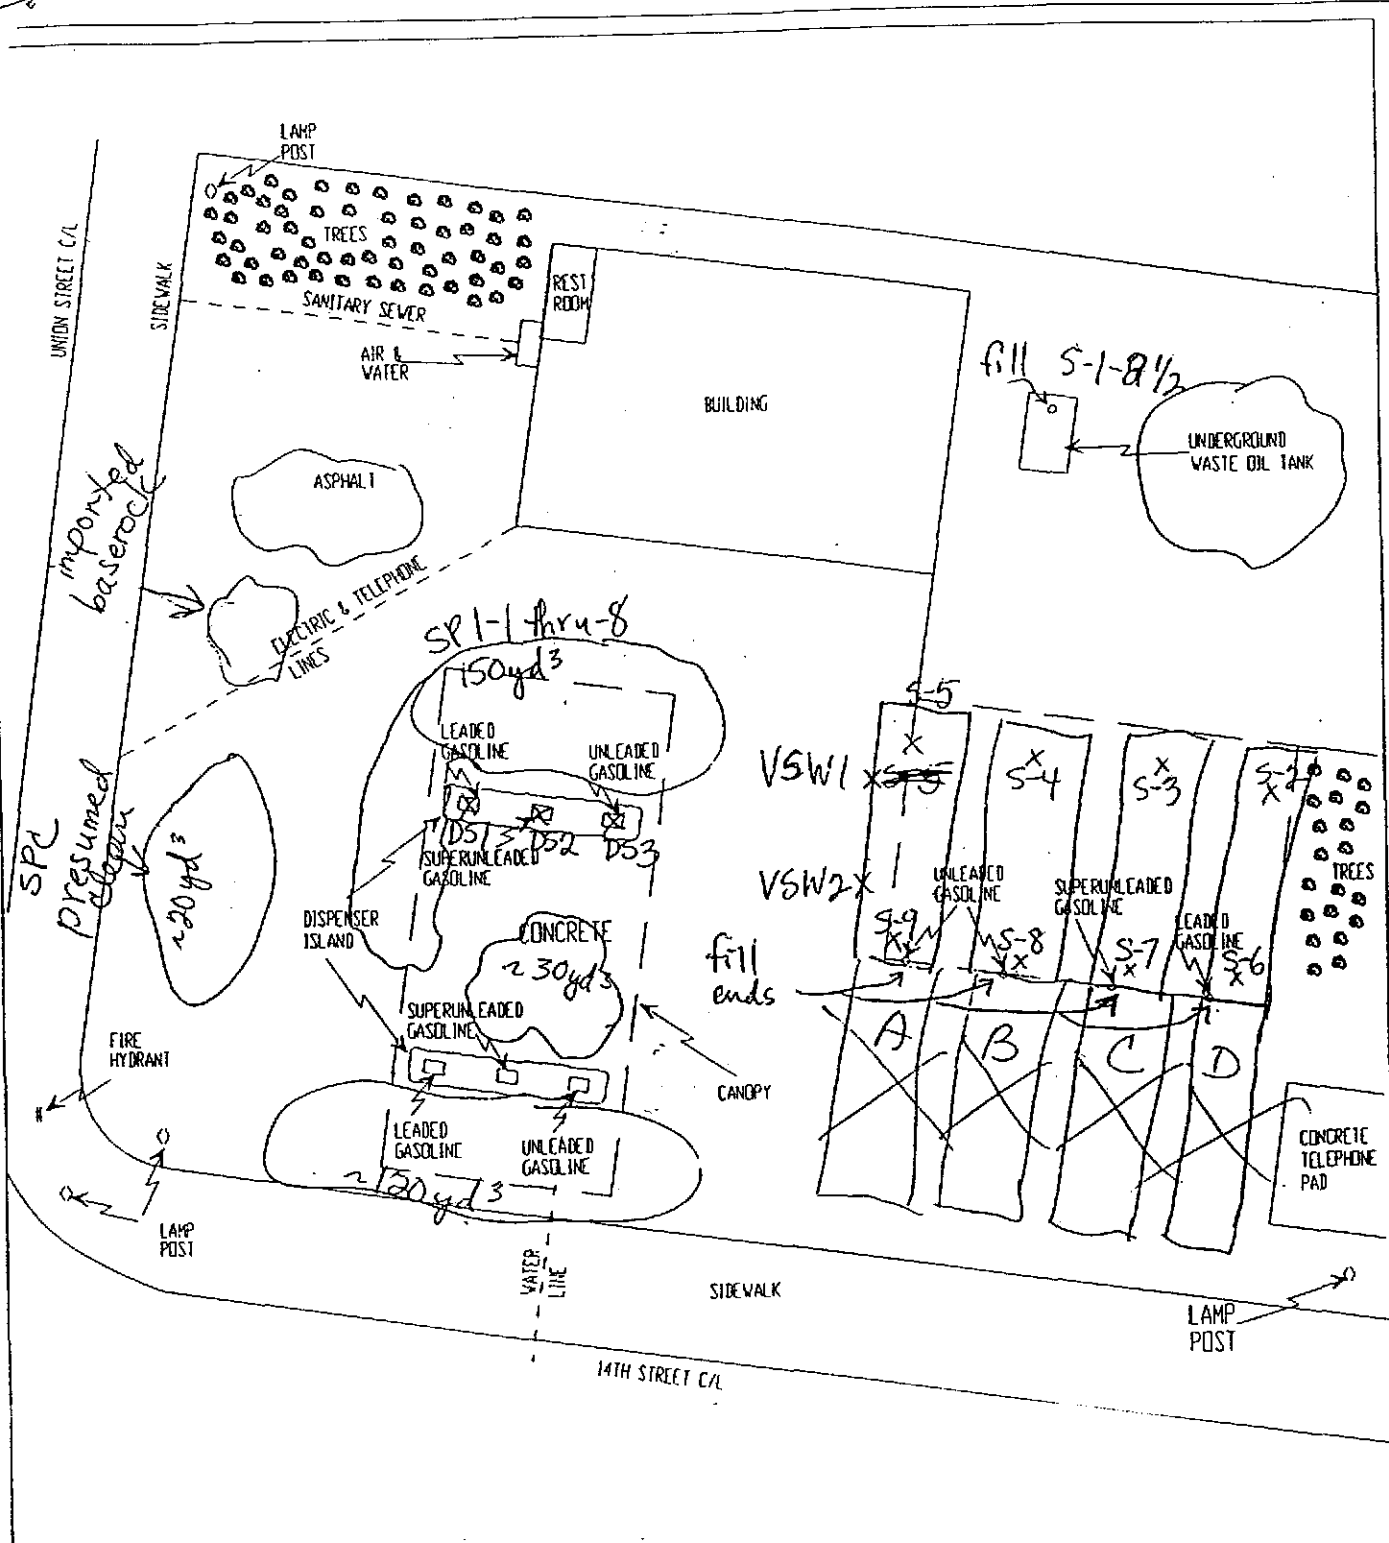 LAMP
POST
TREES
UNION STREET C/L
SIDEWALK
SANITARY SEWER
REST
ROOM
AIR &
WATER
BUILDING
fill S-1-8½
UNDERGROUND
WASTE OIL TANK
ASPHALT
imported
baserock
ELECTRIC & TELEPHONE
LINES
SP1-1 thru-8
150yd³
LEADED
GASOLINE
UNLEADED
GASOLINE
DS1
DS2
DS3
SUPERUNLEADED
GASOLINE
SPC
presumed
clean
~20yd³
DISPENSER
ISLAND
CONCRETE
~30yd³
SUPERUNLEADED
GASOLINE
S-5
VSW1
S-4
S-3
S-2
VSW2
UNLEADED
GASOLINE
SUPERUNLEADED
GASOLINE
LEADED
GASOLINE
TREES
S-9
S-8
S-7
S-6
fill
ends
A
B
C
D
FIRE
HYDRANT
CANOPY
LEADED
GASOLINE
UNLEADED
GASOLINE
~120yd³
CONCRETE
TELEPHONE
PAD
LAMP
POST
WATER
LINE
SIDEWALK
LAMP
POST
14TH STREET C/L